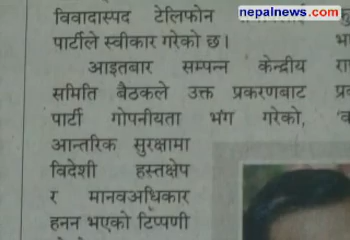 nepalnews.com
विवादास्पद टेलिफोन
पार्टीले स्वीकार गरेको छ।
आइतबार सम्पन्न केन्द्रीय
समिति बैठकले उक्त प्रकरणबाट
पार्टी गोपनीयता भंग गरेको,
आन्तरिक सुरक्षामा
विदेशी हस्तक्षेप
र मानवअधिकार
हनन भएको टिप्पणी